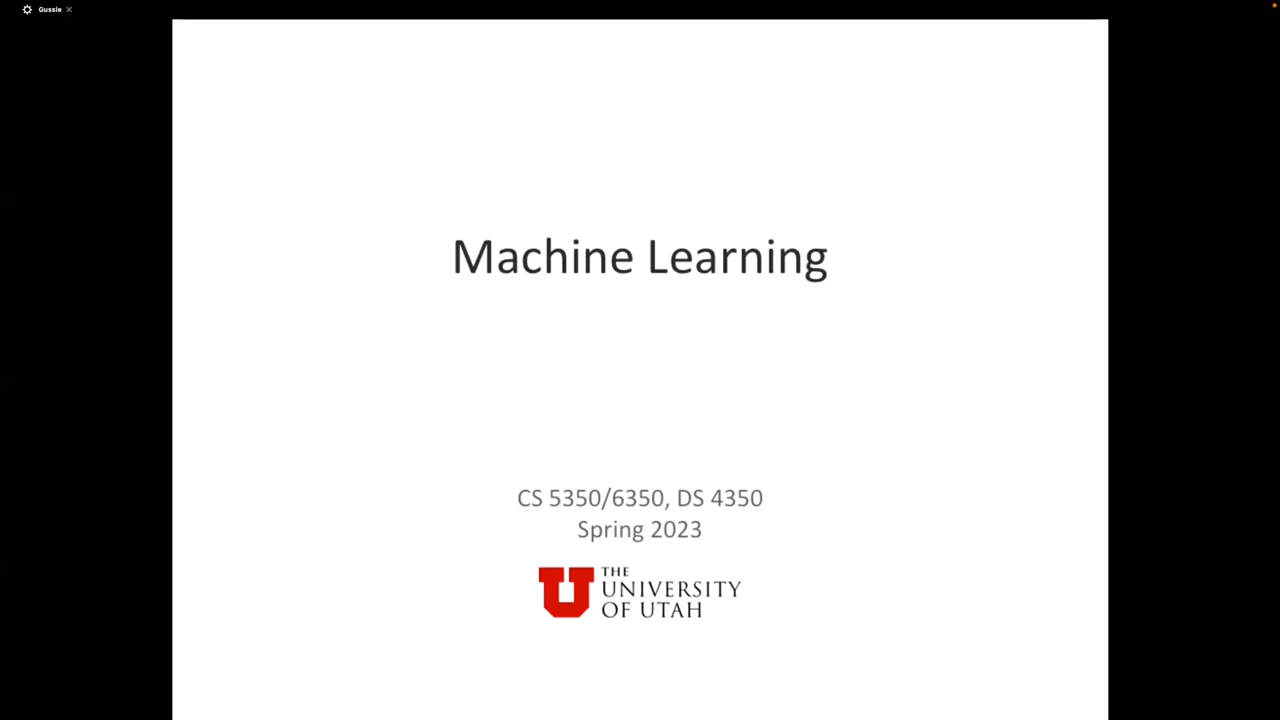 Gussie
Machine Learning
CS 5350/6350, DS 4350
Spring 2023
THE
UNIVERSITY
OF UTAH